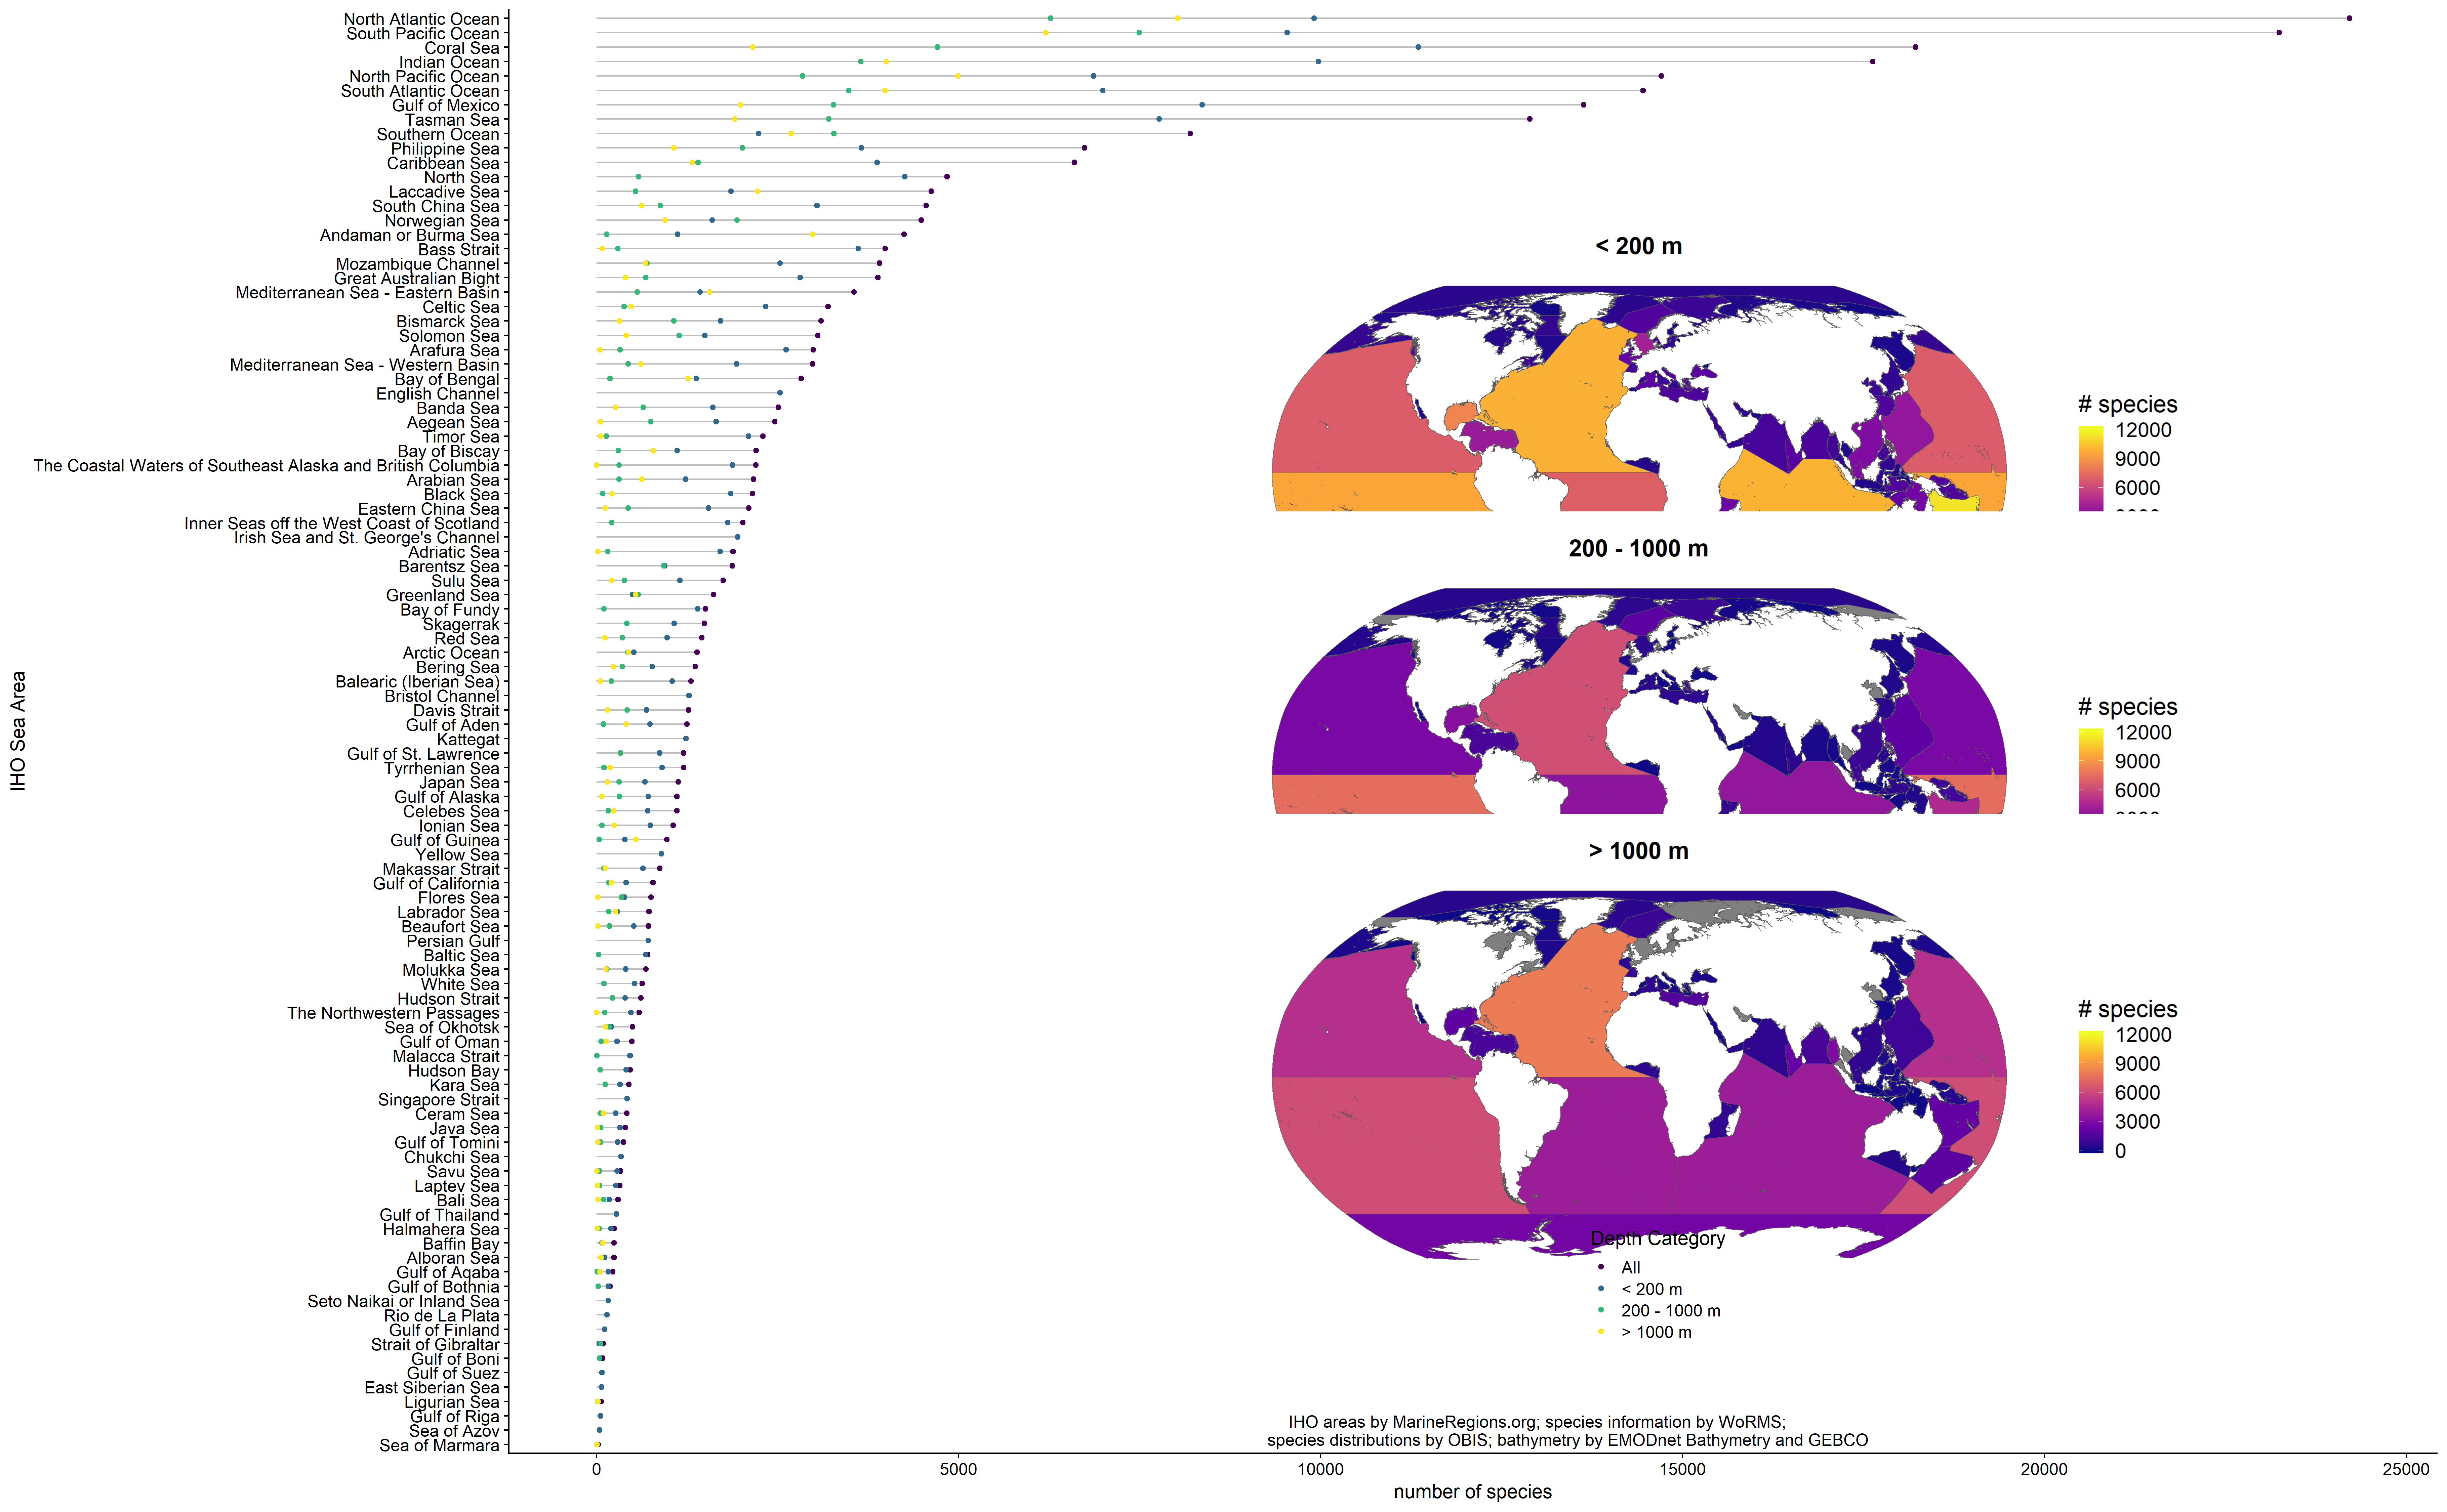 North Atlantic Ocean
South Pacific Ocean
Coral Sea
Indian Ocean
North Pacific Ocean
South Atlantic Ocean
Gulf of Mexico
Tasman Sea
Southern Ocean
Philippine Sea
Caribbean Sea
North Sea
Laccadive Sea
South China Sea
Norwegian Sea
Andaman or Burma Sea
Bass Strait
Mozambique Channel
Great Australian Bight
Mediterranean Sea - Eastern Basin
Celtic Sea
Bismarck Sea
Solomon Sea
Arafura Sea
Mediterranean Sea - Western Basin
Bay of Bengal
English Channel
Banda Sea
Aegean Sea
Timor Sea
Bay of Biscay
The Coastal Waters of Southeast Alaska and British Columbia
Arabian Sea
Black Sea
Eastern China Sea
Inner Seas off the West Coast of Scotland
Irish Sea and St. George's Channel
Adriatic Sea
Barentsz Sea
Sulu Sea
Greenland Sea
Bay of Fundy
Skagerrak
Red Sea
Arctic Ocean
Bering Sea
Balearic (Iberian Sea)
Bristol Channel
Davis Strait
Gulf of Aden
Kattegat
Gulf of St. Lawrence
Tyrrhenian Sea
Japan Sea
Gulf of Alaska
Celebes Sea
Ionian Sea
Gulf of Guinea
Yellow Sea
Makassar Strait
Gulf of California
Flores Sea
Labrador Sea
Beaufort Sea
Persian Gulf
Baltic Sea
Molukka Sea
White Sea
Hudson Strait
The Northwestern Passages
Sea of Okhotsk
Gulf of Oman
Malacca Strait
Hudson Bay
Kara Sea
Singapore Strait
Ceram Sea
Java Sea
Gulf of Tomini
Chukchi Sea
Savu Sea
Laptev Sea
Bali Sea
Gulf of Thailand
Halmahera Sea
Baffin Bay
Alboran Sea
Gulf of Aqaba
Gulf of Bothnia
Seto Naikai or Inland Sea
Rio de La Plata
Gulf of Finland
Strait of Gibraltar
Gulf of Boni
Gulf of Suez
East Siberian Sea
Ligurian Sea
Gulf of Riga
Sea of Azov
Sea of Marmara
IHO Sea Area
0
5000
10000
15000
20000
25000
number of species
< 200 m
# species
12000
9000
6000
200 - 1000 m
# species
12000
9000
6000
> 1000 m
# species
12000
9000
6000
3000
0
Depth Category
All
< 200 m
200 - 1000 m
> 1000 m
IHO areas by MarineRegions.org; species information by WoRMS;
species distributions by OBIS; bathymetry by EMODnet Bathymetry and GEBCO